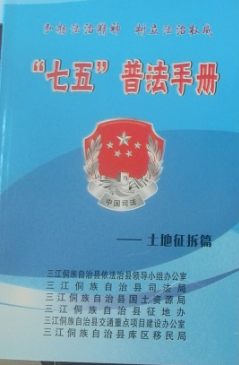 弘扬法治精神 树立法治权威
“七五”普法手册
中国司法
——土地征拆篇
三江侗族自治县依法治县领导小组办公室
三江侗族自治县司法局
三江侗族自治县国土资源局
三江侗族自治县征地办
三江侗族自治县交通重点项目建设办公室
三江侗族自治县库区移民局